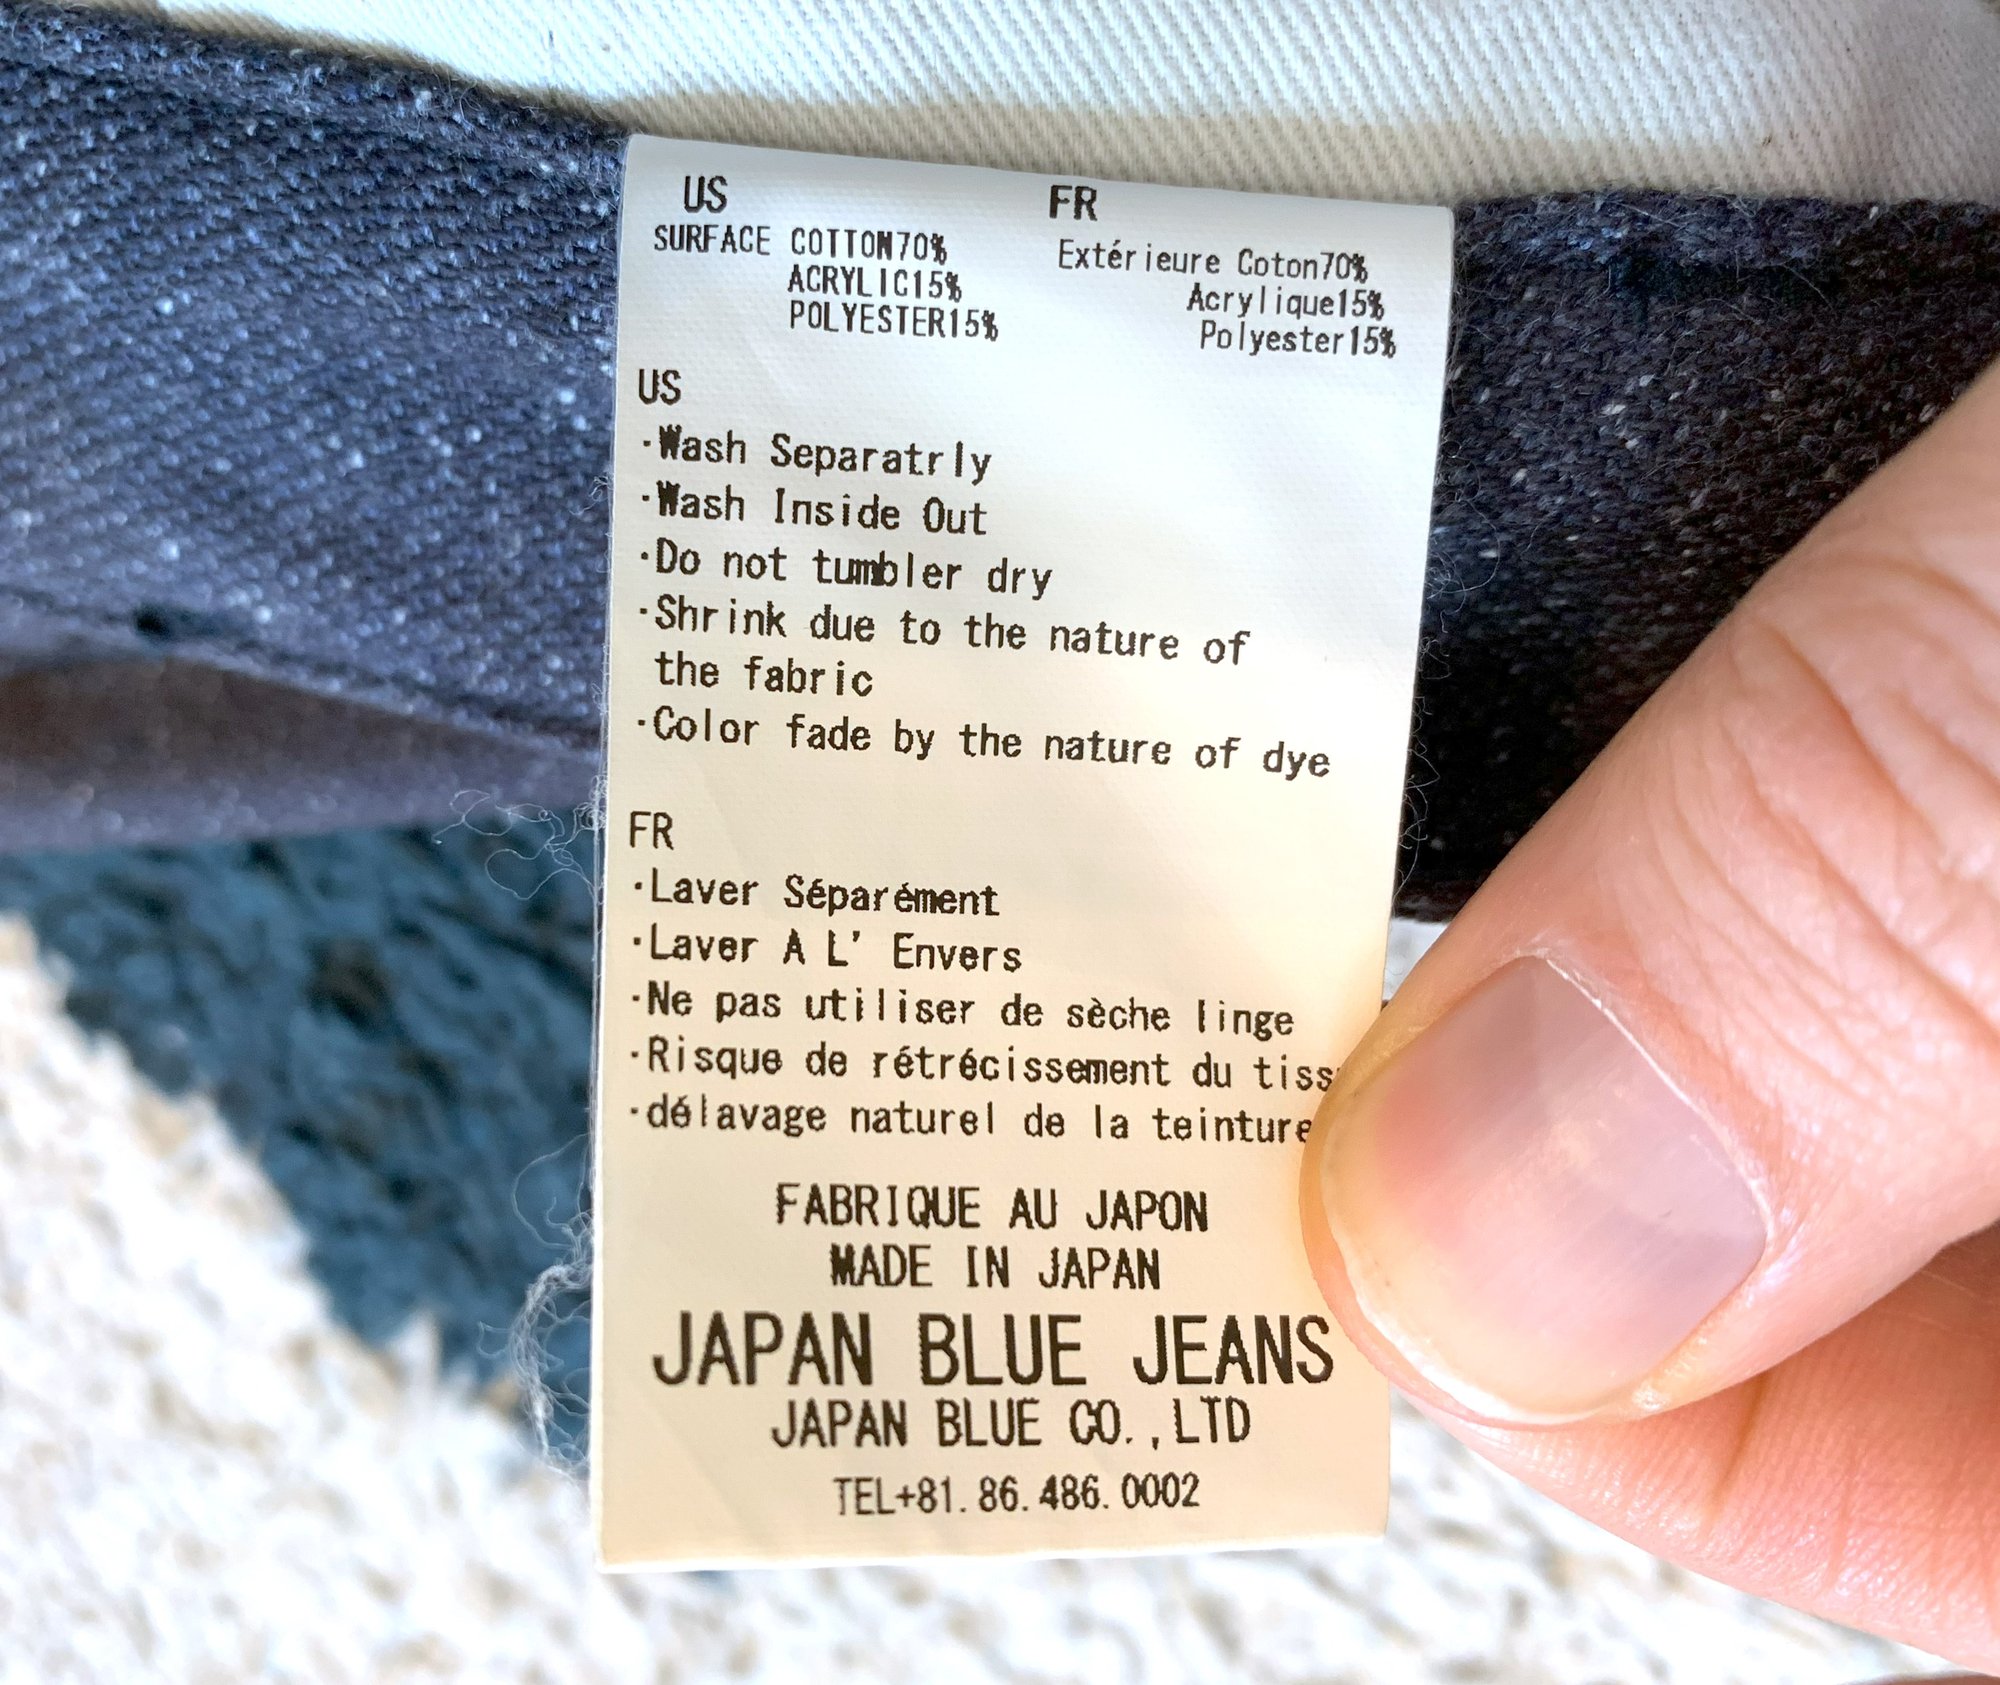 US FR
SURFACE COTTON70% Extérieure Coton70%
ACRYLIC15% Acrylique15%
POLYESTER15% Polyester15%
US
·Wash Separatrly
·Wash Inside Out
·Do not tumbler dry
·Shrink due to the nature of
the fabric
·Color fade by the nature of dye
FR
·Laver Séparément
·Laver A L' Envers
·Ne pas utiliser de sèche linge
·Risque de rétrécissement du
·délavage naturel de la teinture
FABRIQUE AU JAPON
MADE IN JAPAN
JAPAN BLUE JEANS
JAPAN BLUE CO.,LTD
TEL+81.86.486.0002